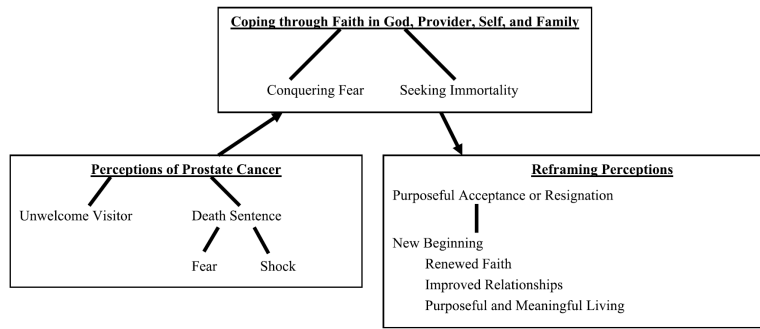 Coping through Faith in God, Provider, Self, and Family
Conquering Fear Seeking Immortality
Perceptions of Prostate Cancer
Unwelcome Visitor Death Sentence
Fear Shock
Reframing Perceptions
Purposeful Acceptance or Resignation
New Beginning
Renewed Faith
Improved Relationships
Purposeful and Meaningful Living